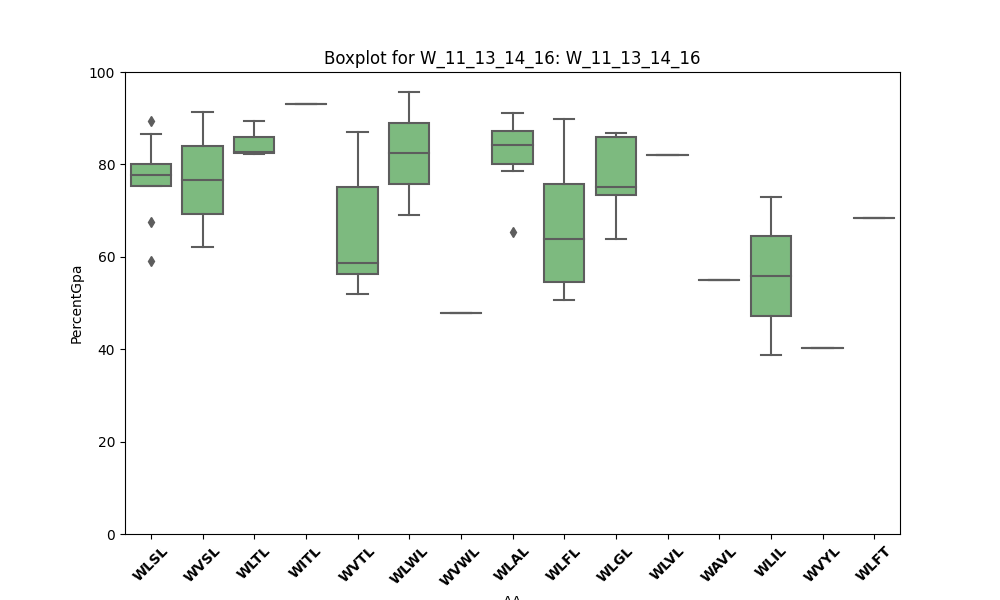 Boxplot for W_11_13_14_16: W_11_13_14_16
100
80
60
40
20
0
PercentGpa
WLSL
WVSL
WLTL
WITL
WVTL
WLWL
WVWL
WLAL
WLFL
WLGL
WLVL
WAVL
WLIL
WVYL
WLFT
AA